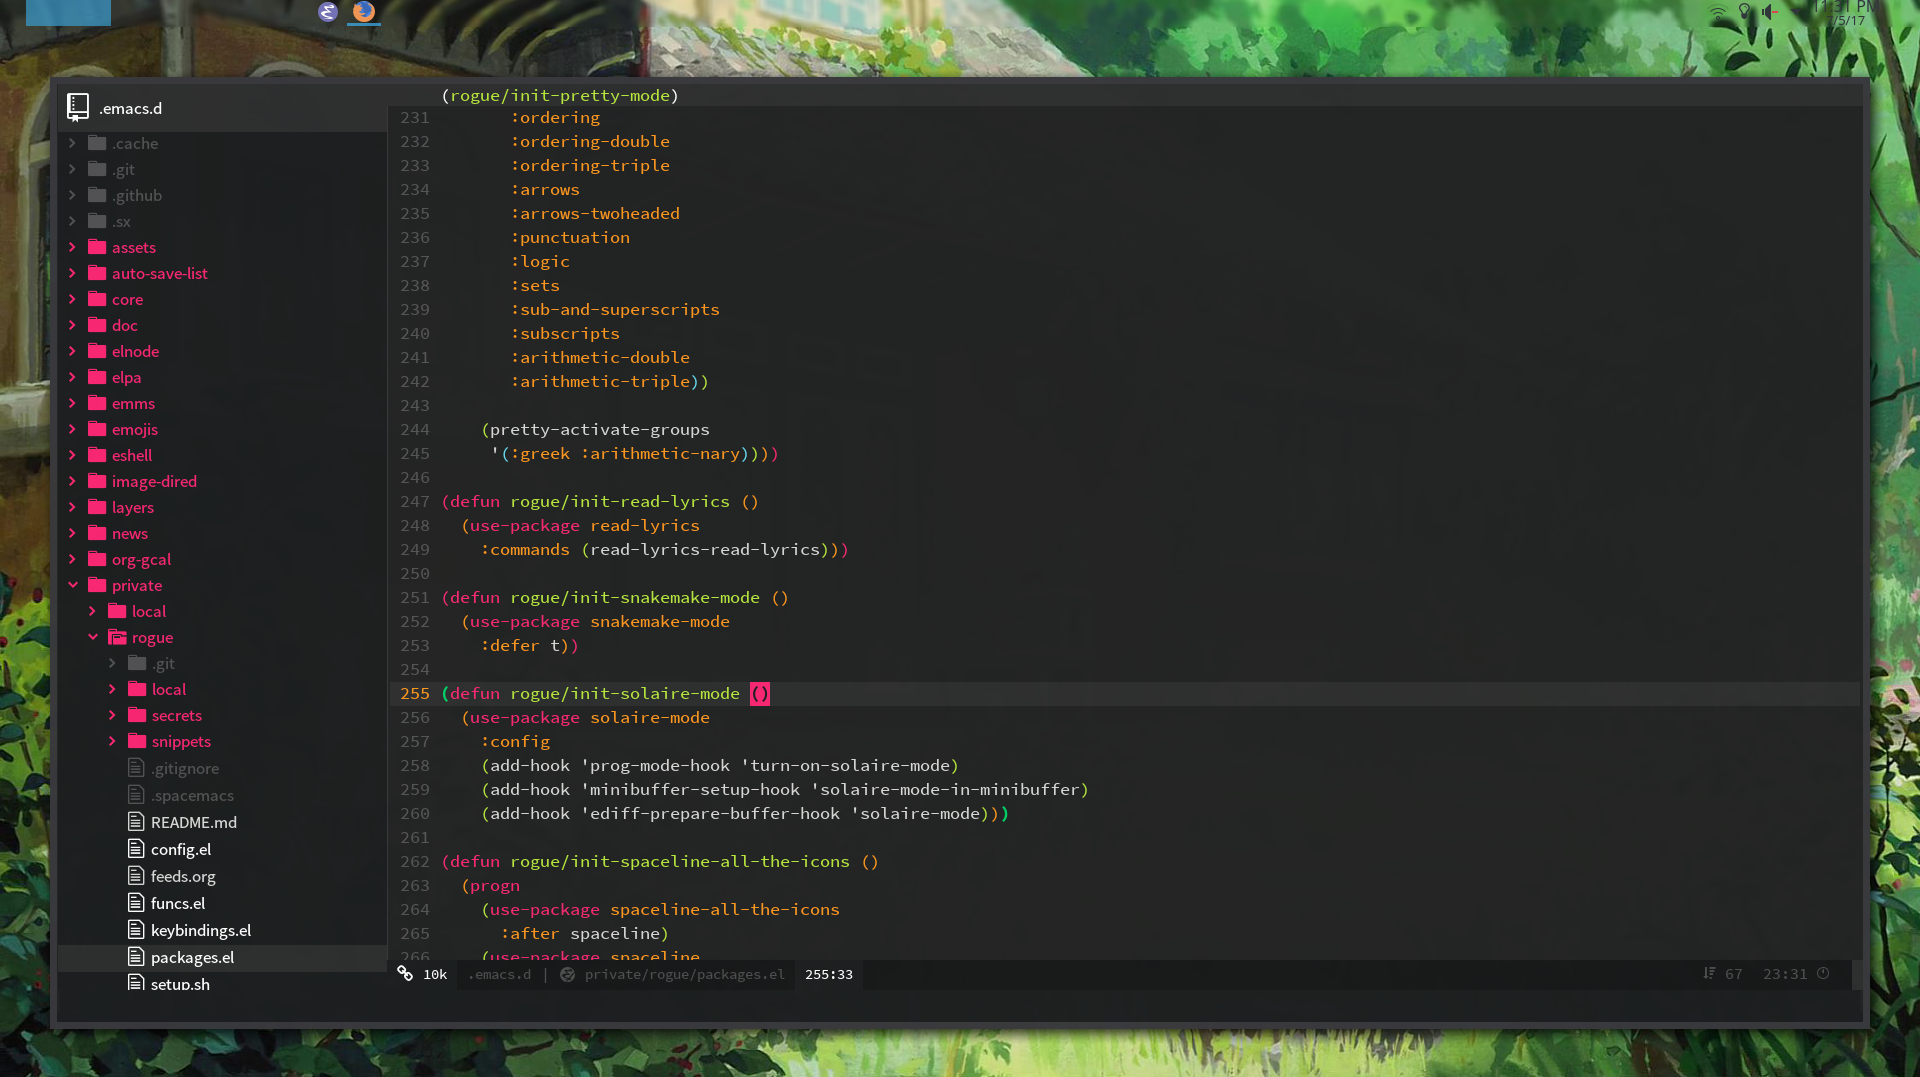 11:31 PM
7/5/17
.emacs.d
.cache
.git
.github
.sx
assets
auto-save-list
core
doc
elnode
elpa
emms
emojis
eshell
image-dired
layers
news
org-gcal
private
local
rogue
.git
local
secrets
snippets
.gitignore
.spacemacs
README.md
config.el
feeds.org
funcs.el
keybindings.el
packages.el
setup.sh
(rogue/init-pretty-mode)
231 :ordering
232 :ordering-double
233 :ordering-triple
234 :arrows
235 :arrows-twoheaded
236 :punctuation
237 :logic
238 :sets
239 :sub-and-superscripts
240 :subscripts
241 :arithmetic-double
242 :arithmetic-triple))
243
244 (pretty-activate-groups
245 '(:greek :arithmetic-nary))))
246
247 (defun rogue/init-read-lyrics ()
248 (use-package read-lyrics
249 :commands (read-lyrics-read-lyrics)))
250
251 (defun rogue/init-snakemake-mode ()
252 (use-package snakemake-mode
253 :defer t))
254
255 (defun rogue/init-solaire-mode ()
256 (use-package solaire-mode
257 :config
258 (add-hook 'prog-mode-hook 'turn-on-solaire-mode)
259 (add-hook 'minibuffer-setup-hook 'solaire-mode-in-minibuffer)
260 (add-hook 'ediff-prepare-buffer-hook 'solaire-mode)))
261
262 (defun rogue/init-spaceline-all-the-icons ()
263 (progn
264 (use-package spaceline-all-the-icons
265 :after spaceline)
266 (use-package spaceline
10k .emacs.d | private/rogue/packages.el 255:33 67 23:31